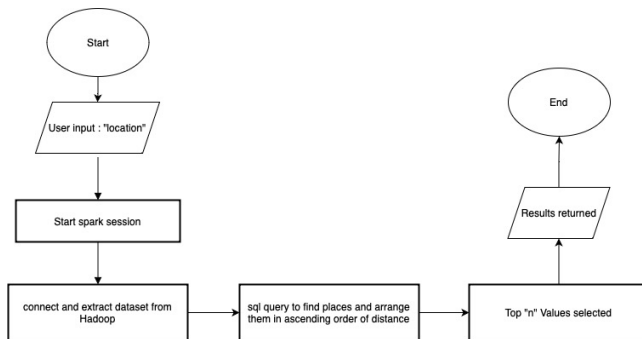 Start
User input : "location"
Start spark session
connect and extract dataset from
Hadoop
sql query to find places and arrange
them in ascending order of distance
Top "n" Values selected
Results returned
End